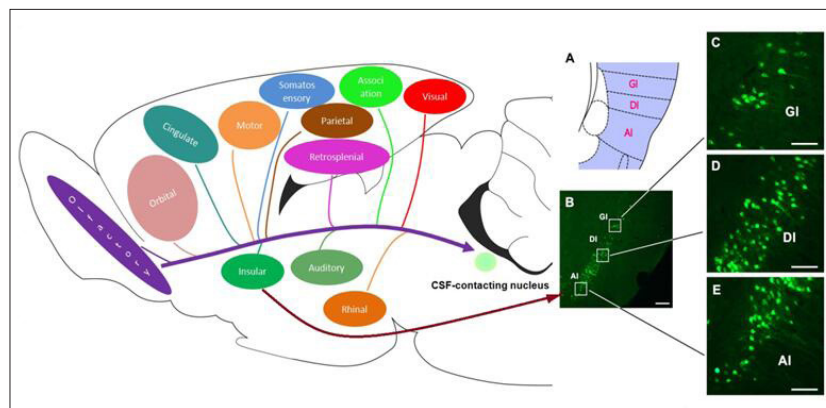 Olfactory
Orbital
Cingulate
Motor
Somatos
ensory
Parietal
Associ
ation
Visual
Retrosplenial
Insular
Auditory
Rhinal
CSF-contacting nucleus
A
GI
DI
AI
B
GI
DI
AI
C
GI
D
DI
E
AI